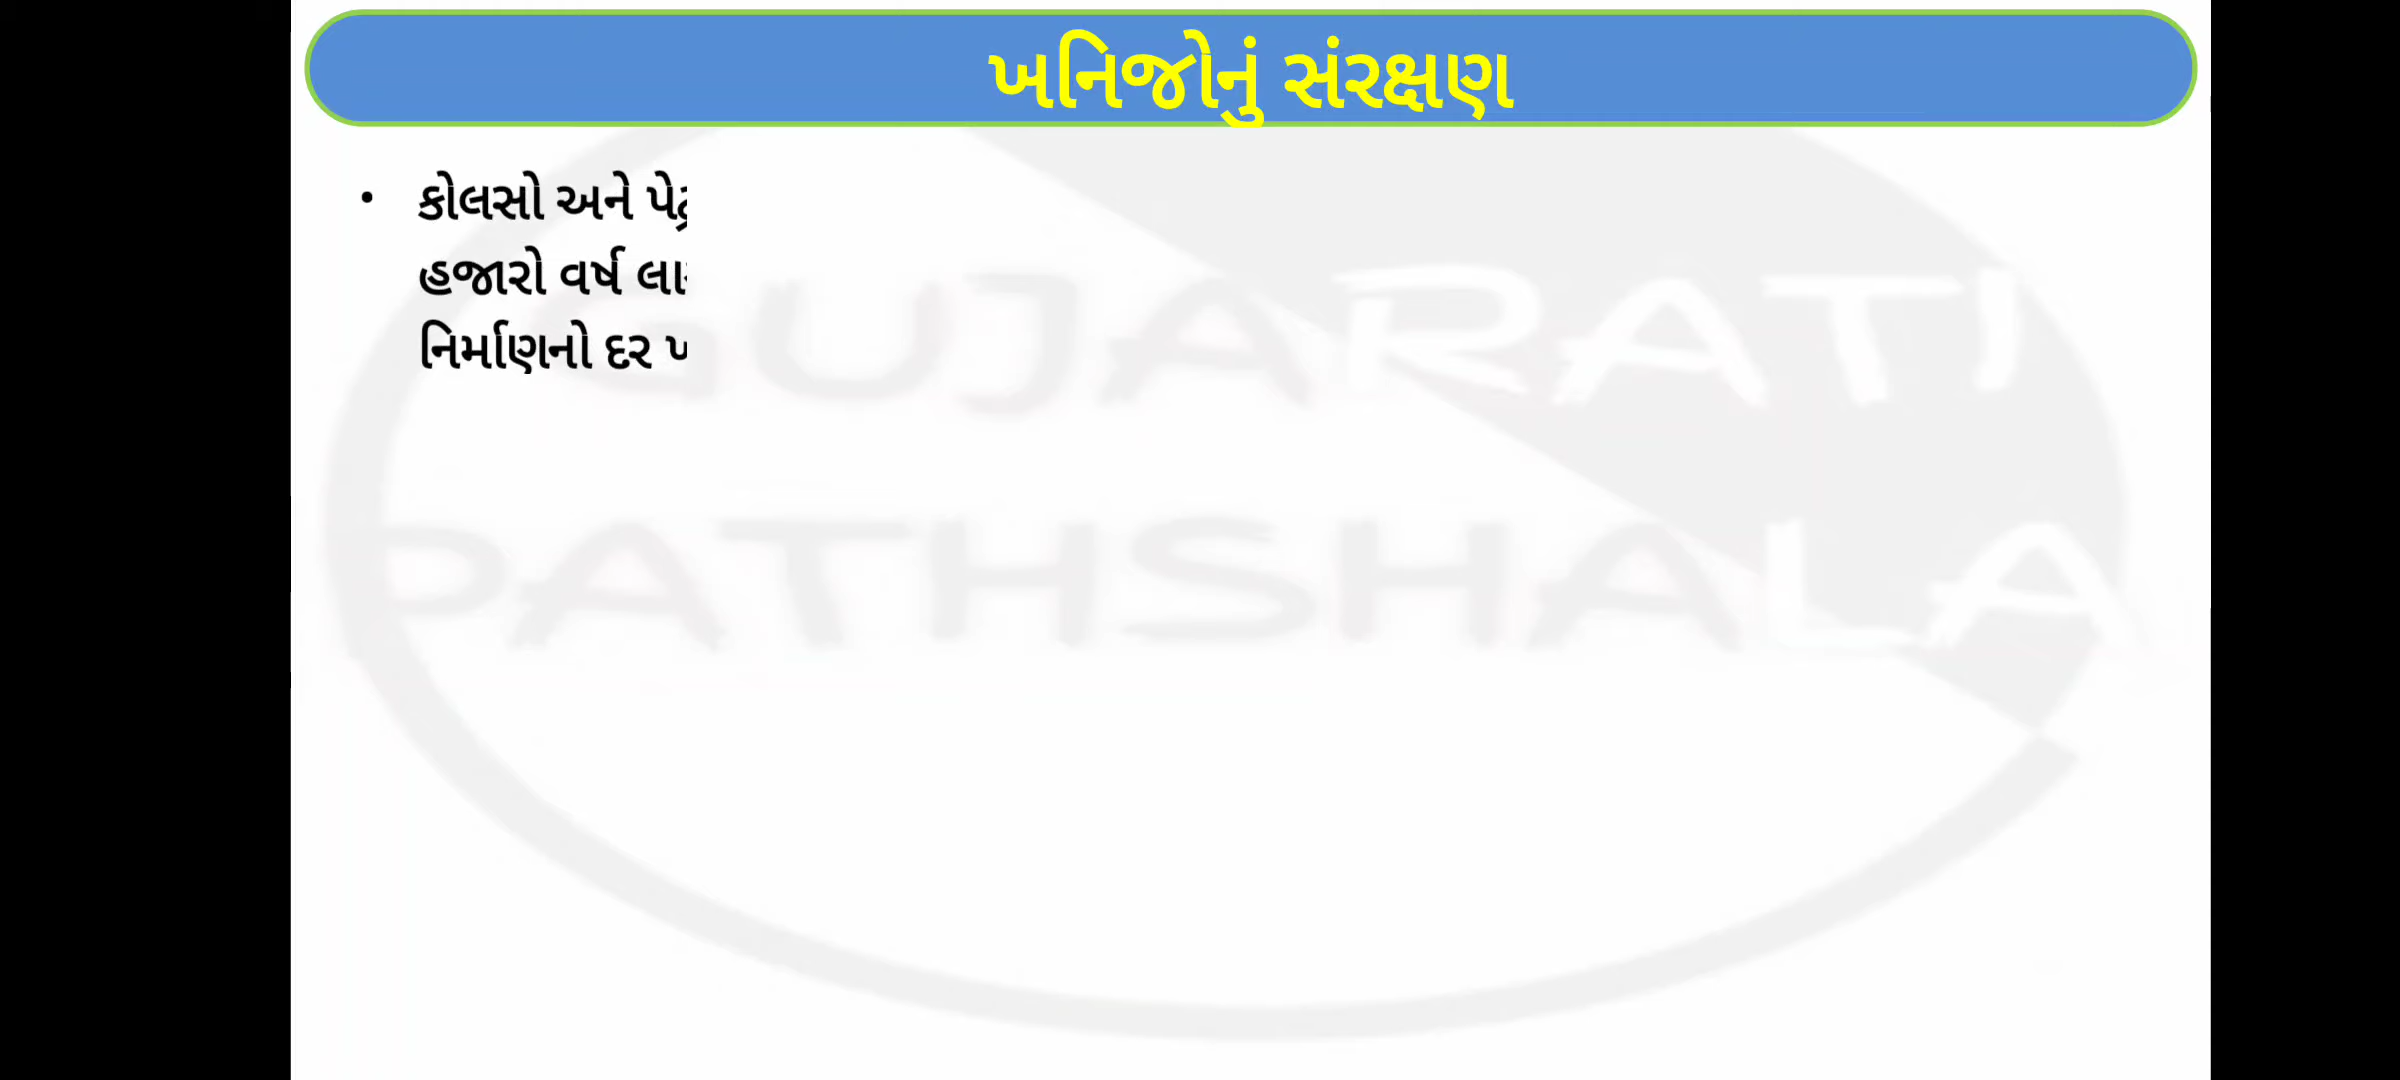 ખનિજોનું સંરક્ષણ
• કોલસો અને
હજારો વર્ષ
નિર્માણનો દર
GUJARATI
PATHSHALA